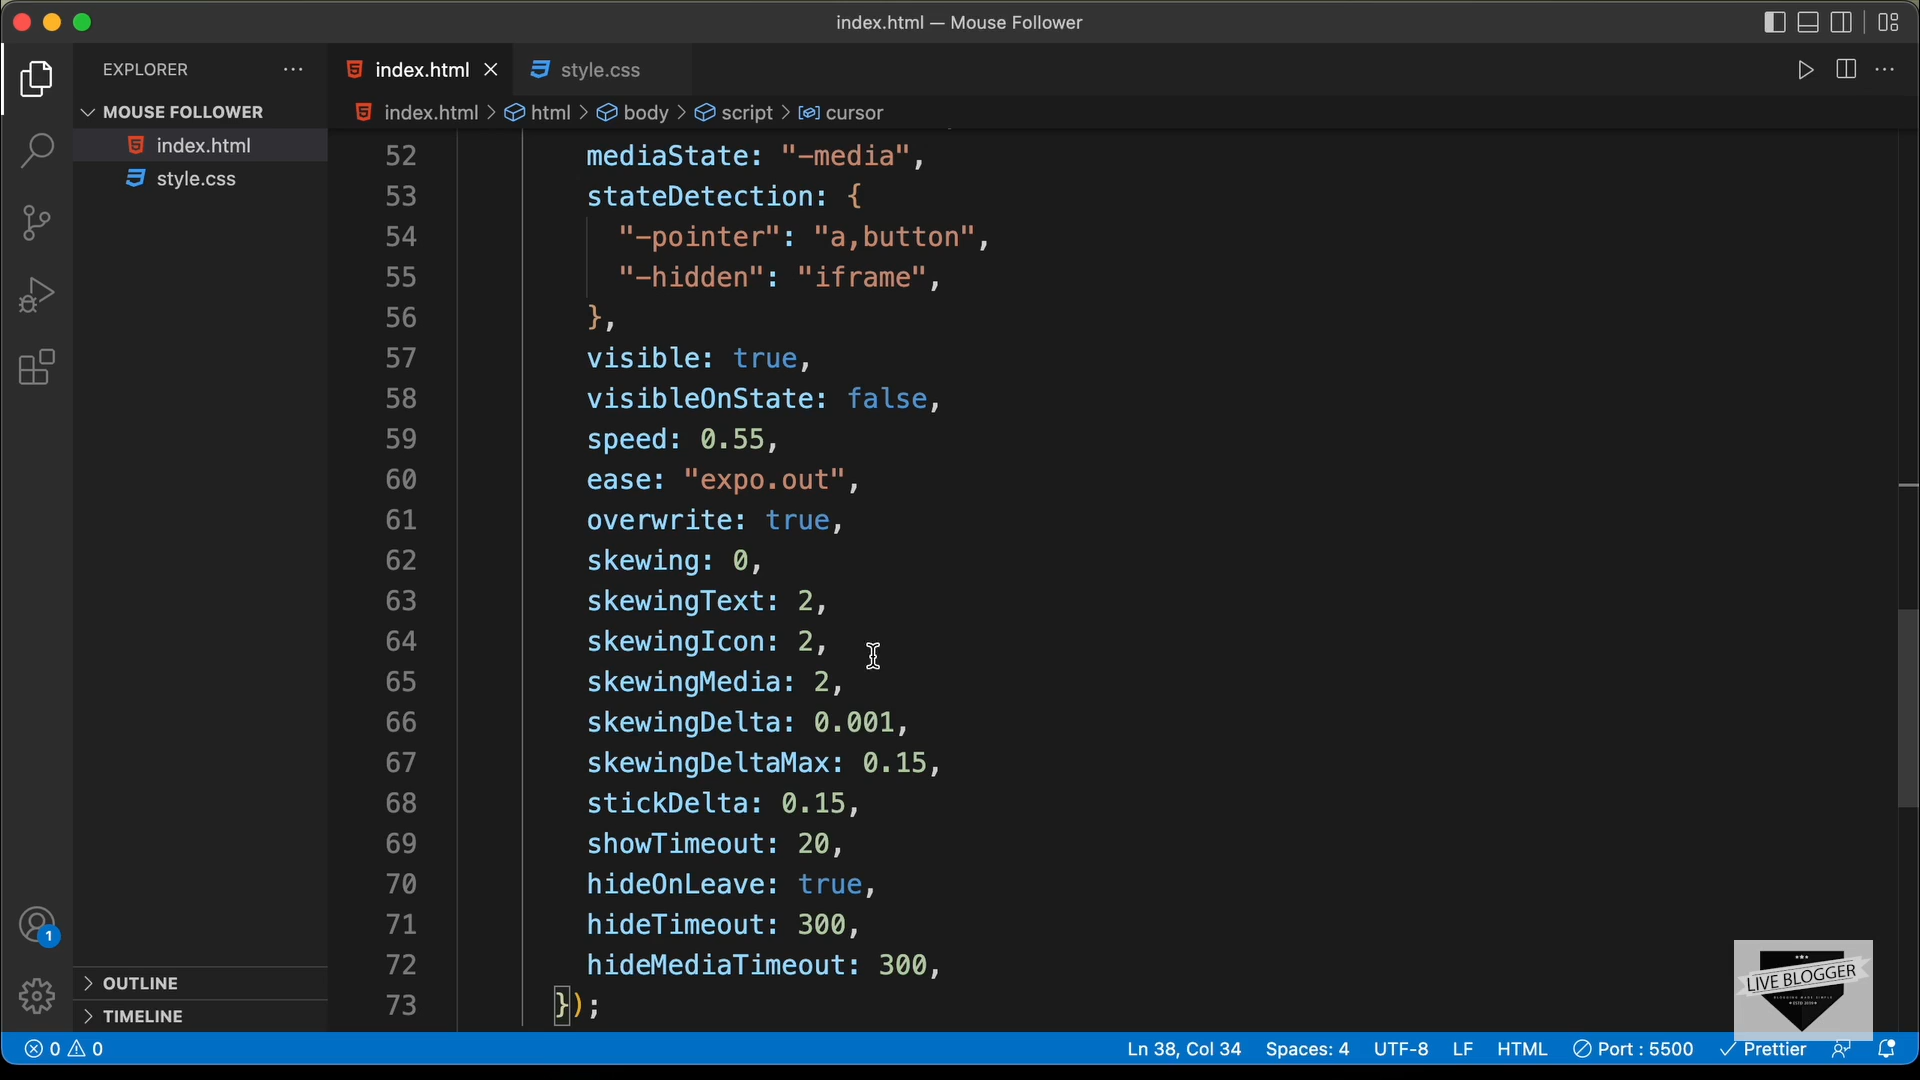 index.html — Mouse Follower
EXPLORER
index.html
style.css
MOUSE FOLLOWER
index.html > html > body > script > cursor
index.html
style.css
52 mediaState: "-media",
53 stateDetection: {
54 "-pointer": "a,button",
55 "-hidden": "iframe",
56 },
57 visible: true,
58 visibleOnState: false,
59 speed: 0.55,
60 ease: "expo.out",
61 overwrite: true,
62 skewing: 0,
63 skewingText: 2,
64 skewingIcon: 2,
65 skewingMedia: 2,
66 skewingDelta: 0.001,
67 skewingDeltaMax: 0.15,
68 stickDelta: 0.15,
69 showTimeout: 20,
70 hideOnLeave: true,
71 hideTimeout: 300,
72 hideMediaTimeout: 300,
73 });
1
OUTLINE
TIMELINE
LIVE BLOGGER
0 0 Ln 38, Col 34 Spaces: 4 UTF-8 LF HTML Port : 5500 Prettier